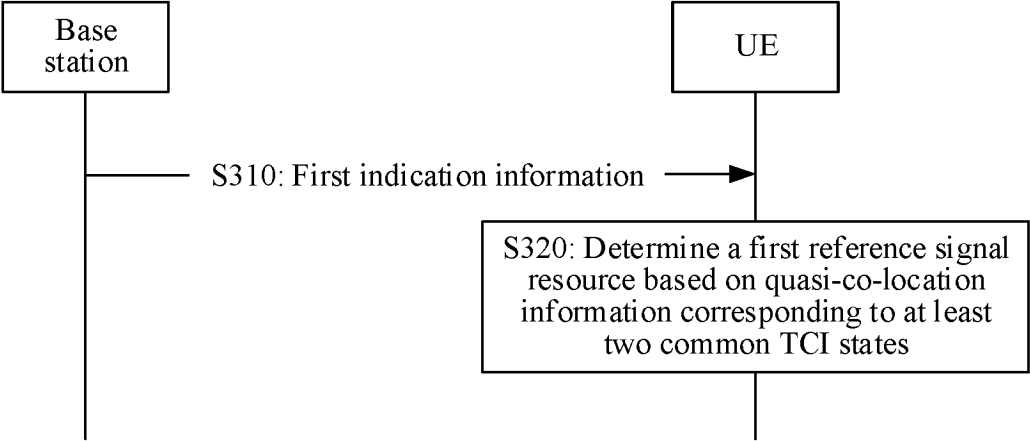 Base
station
UE
S310: First indication information
S320: Determine a first reference signal
resource based on quasi-co-location
information corresponding to at least
two common TCI states